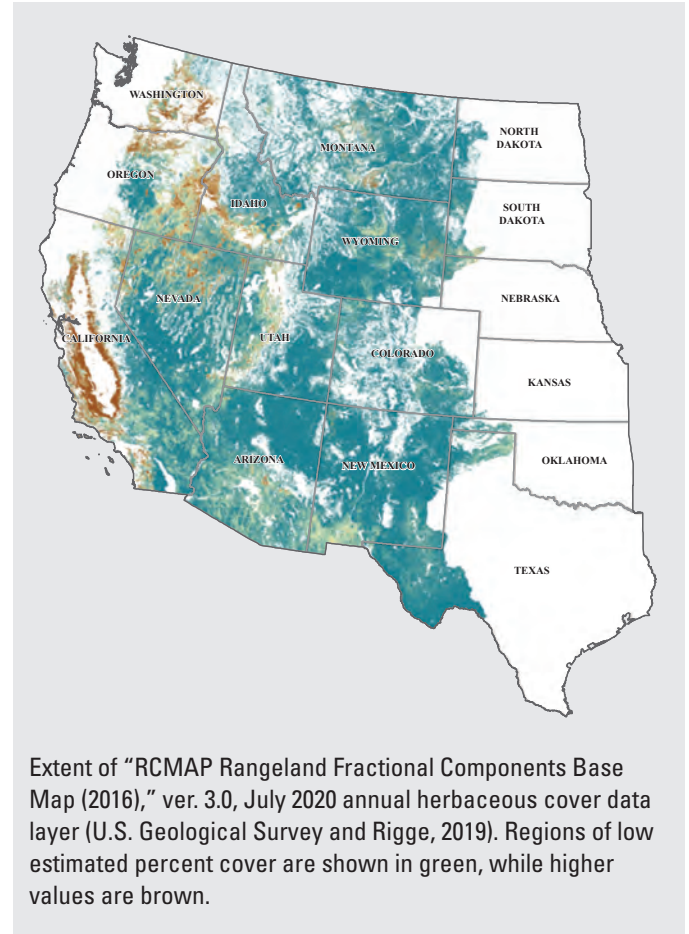 WASHINGTON
NORTH
DAKOTA
MONTANA
OREGON
IDAHO
SOUTH
DAKOTA
WYOMING
NEVADA
NEBRASKA
CALIFORNIA
UTAH
COLORADO
KANSAS
ARIZONA
NEW MEXICO
OKLAHOMA
TEXAS
Extent of “RCMAP Rangeland Fractional Components Base
Map (2016),” ver. 3.0, July 2020 annual herbaceous cover data
layer (U.S. Geological Survey and Rigge, 2019). Regions of low
estimated percent cover are shown in green, while higher
values are brown.